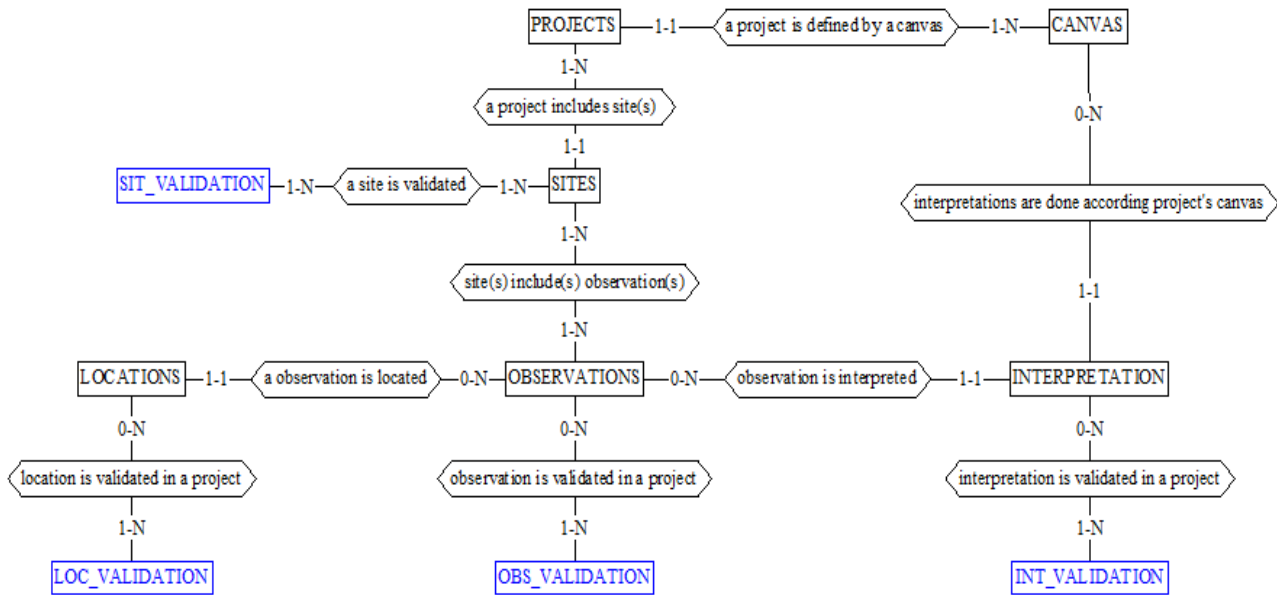 PROJECTS 1-1 a project is defined by a canvas 1-N CANVAS
1-N
0-N
a project includes site(s)
1-1
SIT_VALIDATION 1-N a site is validated 1-N SITES
interpretations are done according project's canvas
1-N
site(s) include(s) observation(s)
1-1
1-N
LOCATIONS 1-1 a observation is located 0-N OBSERVATIONS 0-N observation is interpreted 1-1 INTERPRETATION
0-N 0-N 0-N
location is validated in a project observation is validated in a project interpretation is validated in a project
1-N 1-N 1-N
LOC_VALIDATION OBS_VALIDATION INT_VALIDATION